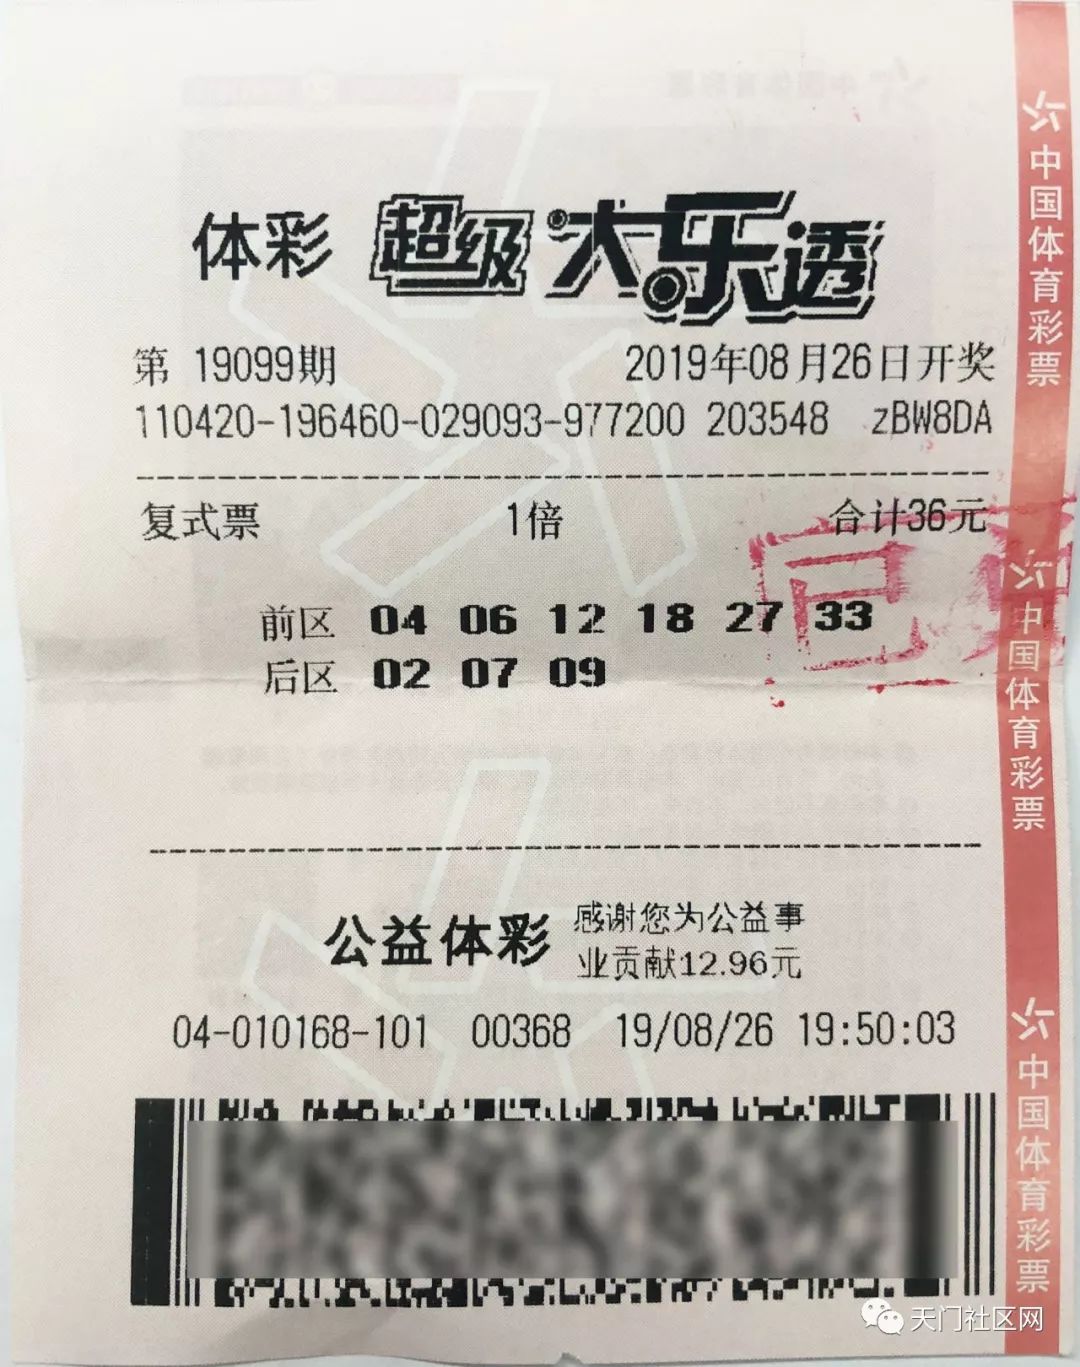 体彩 超级大乐透
第 19099期 2019年08月26日开奖
110420-196460-029093-977200 203548 zBW8DA
复式票 1倍 合计36元
前区 04 06 12 18 27 33
后区 02 07 09
已
公益体彩
感谢您为公益事
业贡献12.96元
04-010168-101 00368 19/08/26 19:50:03
中国体育彩票
中国体育彩票
中国体育彩票
天门社区网